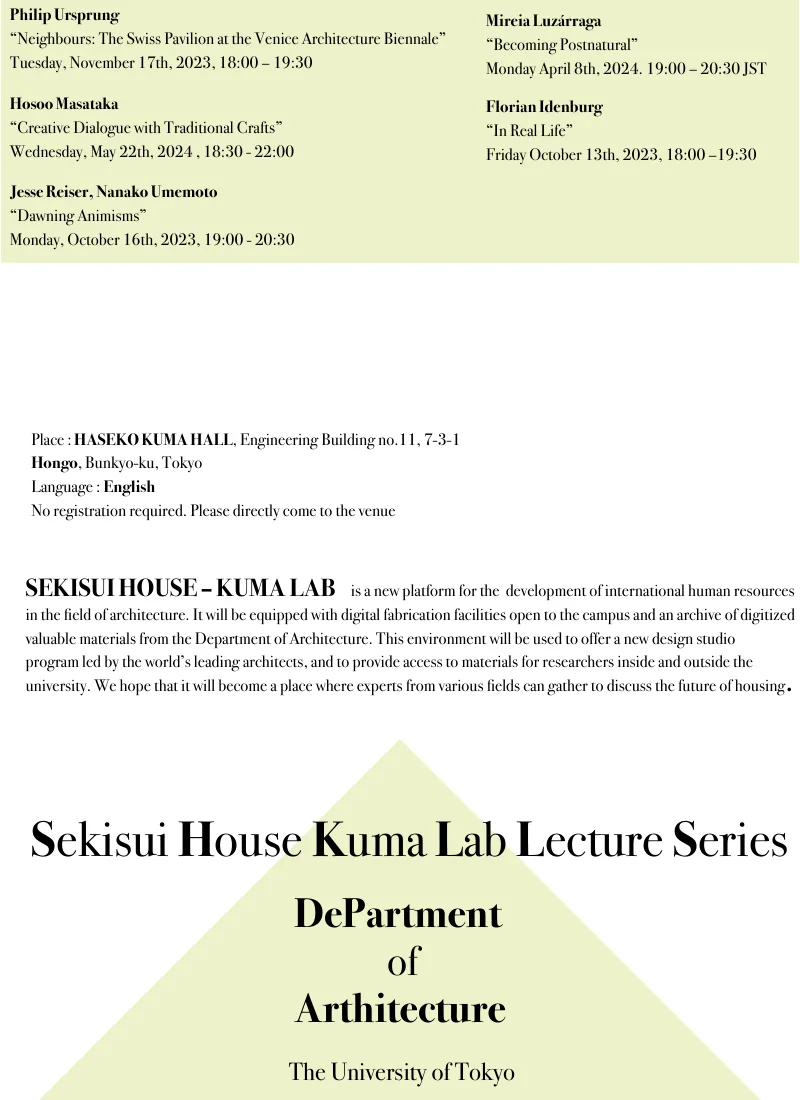 Philip Ursprung
“Neighbours: The Swiss Pavilion at the Venice Architecture Biennale”
Tuesday, November 17th, 2023, 18:00 – 19:30
Hosoo Masataka
“Creative Dialogue with Traditional Crafts”
Wednesday, May 22th, 2024 , 18:30 - 22:00
Jesse Reiser, Nanako Umemoto
“Dawning Animisms”
Monday, October 16th, 2023, 19:00 - 20:30
Mireia Luzárraga
“Becoming Postnatural”
Monday April 8th, 2024. 19:00 – 20:30 JST
Florian Idenburg
“In Real Life”
Friday October 13th, 2023, 18:00 –19:30
Place : HASEKO KUMA HALL, Engineering Building no.11, 7-3-1
Hongo, Bunkyo-ku, Tokyo
Language : English
No registration required. Please directly come to the venue
SEKISUI HOUSE – KUMA LAB is a new platform for the development of international human resources
in the field of architecture. It will be equipped with digital fabrication facilities open to the campus and an archive of digitized
valuable materials from the Department of Architecture. This environment will be used to offer a new design studio
program led by the world’s leading architects, and to provide access to materials for researchers inside and outside the
university. We hope that it will become a place where experts from various fields can gather to discuss the future of housing.
Sekisui House Kuma Lab Lecture Series
DePartment
of
Arthitecture
The University of Tokyo